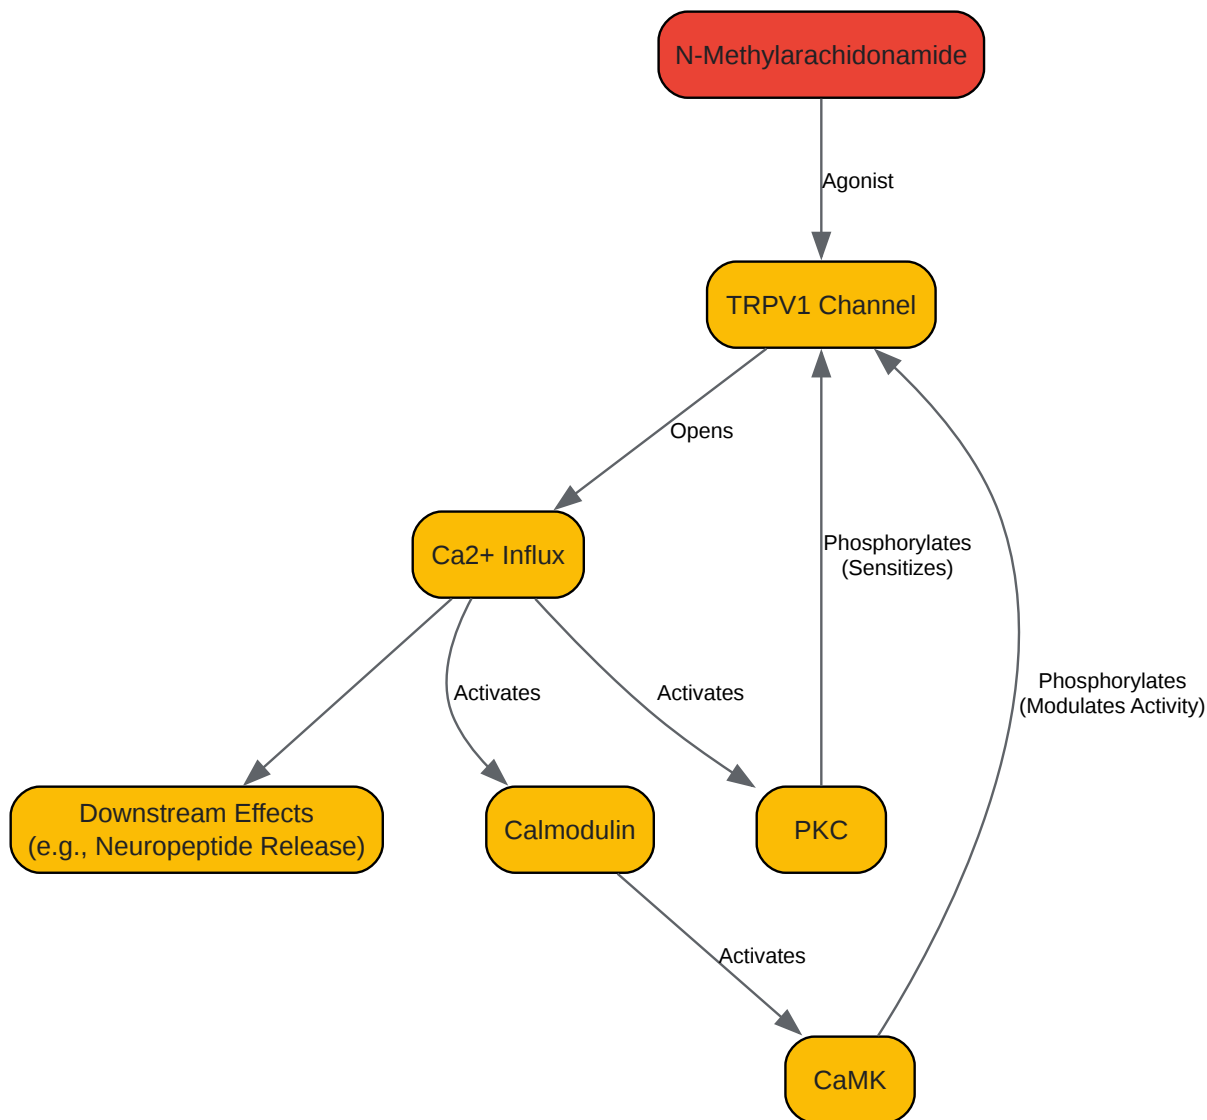 N-Methylarachidonamide
Agonist
TRPV1 Channel
Opens
Ca2+ Influx
Phosphorylates
(Sensitizes)
Activates
Activates
Phosphorylates
(Modulates Activity)
Downstream Effects
(e.g., Neuropeptide Release)
Calmodulin
PKC
Activates
CaMK